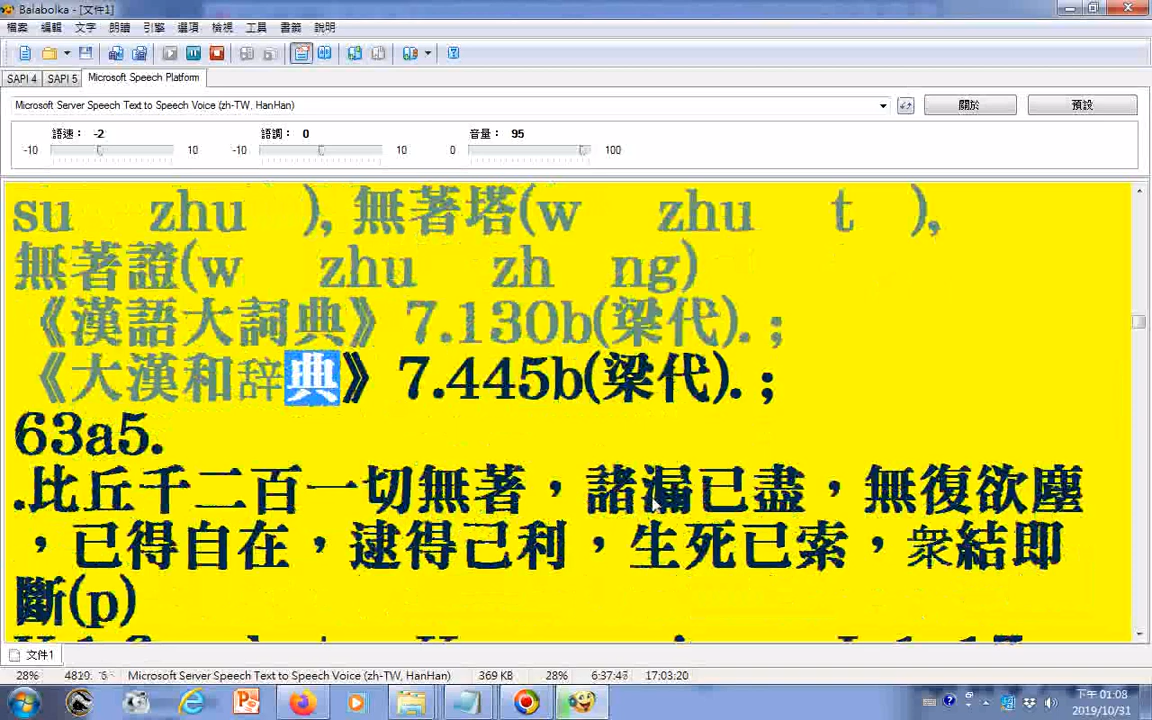 Balabolka - [文件1]
檔案 編輯 文字 朗讀 引擎 選項 檢視 工具 書籤 說明
SAPI 4 SAPI 5 Microsoft Speech Platform
Microsoft Server Speech Text to Speech Voice (zh-TW, HanHan) 關於 預設
語速： -2 語調： 0 音量： 95
-10 10 -10 10 0 100
su zhu ), 無著塔(w zhu t ),
無著證(w zhu zh ng)
《漢語大詞典》 7.130b(梁代). ;
《大漢和辞典》 7.445b(梁代). ;
63a5.
.比丘千二百一切無著，諸漏已盡，無復欲塵
，已得自在，逮得己利，生死已索，衆結即
斷(p)
文件1
28% Microsoft Server Speech Text to Speech Voice (zh-TW, HanHan) 369 KB 28% 6:37:47 17:03:20
下午 01:08
2019/10/31